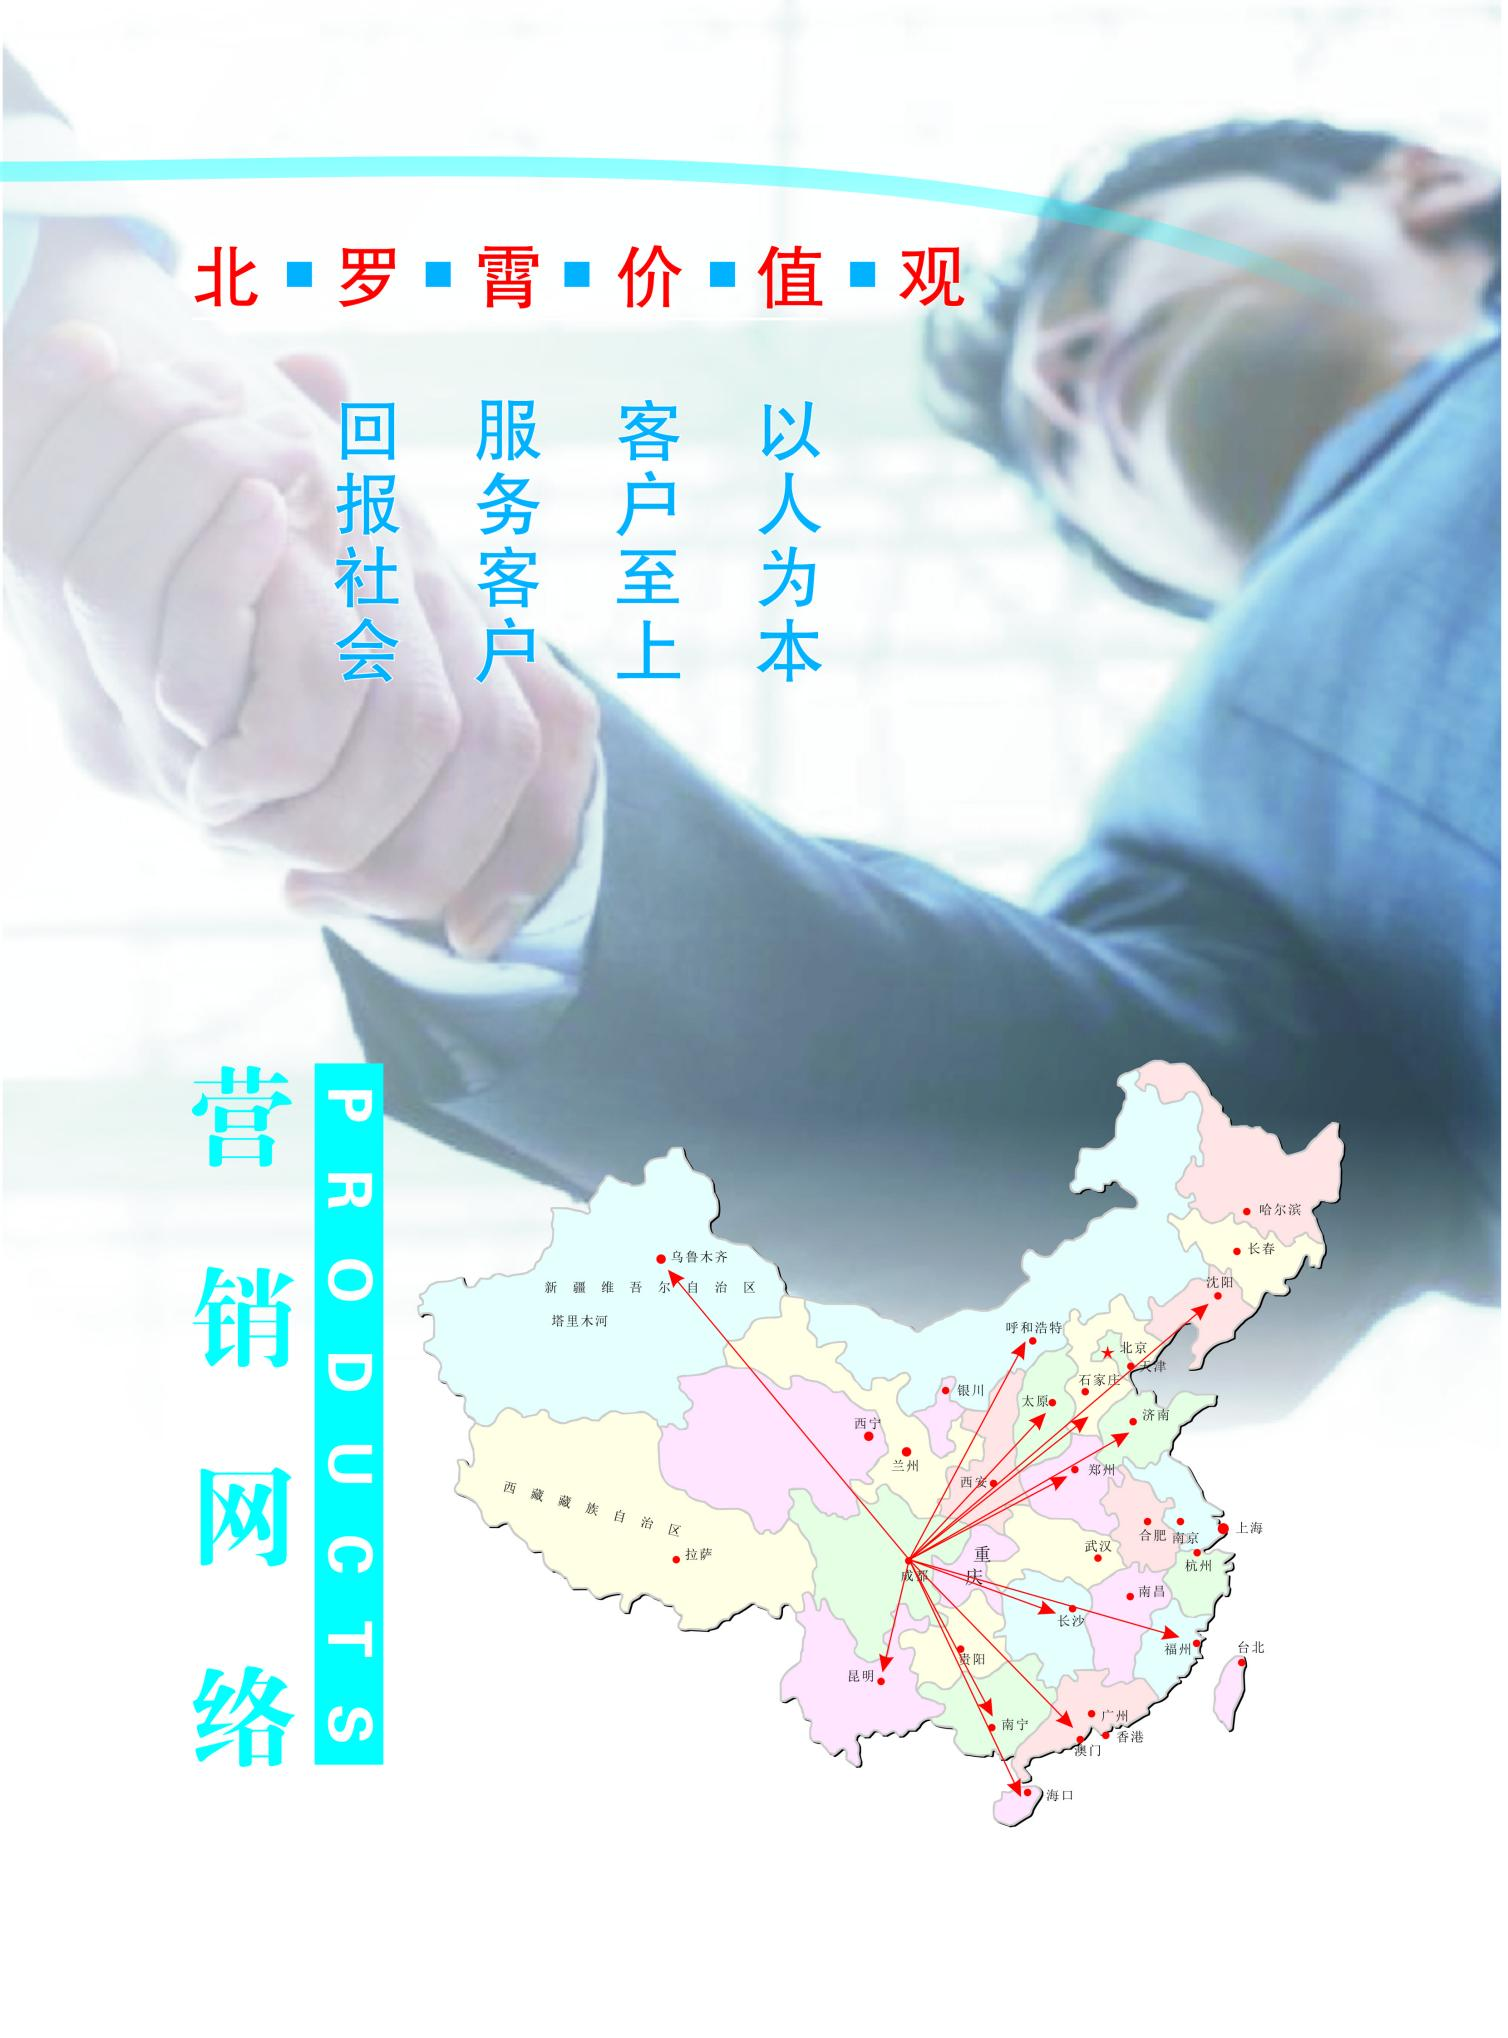 北·罗·霄·价·值·观
以人为本
客户至上
服务客户
回报社会
营销网络
PRODUCTS
哈尔滨
长春
沈阳
乌鲁木齐
新疆维吾尔自治区
塔里木河
呼和浩特
北京
天津
石家庄
银川
太原
济南
西宁
兰州
西安
郑州
西藏藏族自治区
拉萨
合肥
南京
上海
武汉
杭州
成都
重庆
南昌
长沙
福州
台北
贵阳
昆明
南宁
广州
香港
澳门
海口